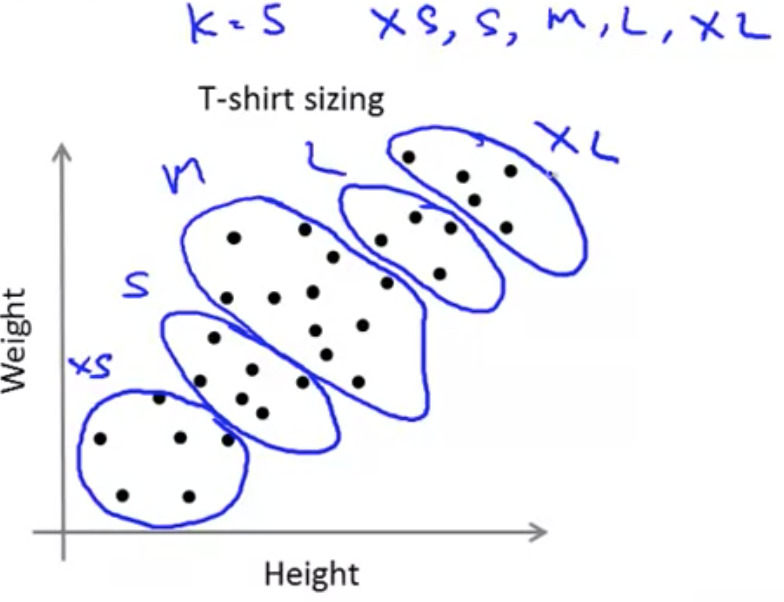 K = 5 XS, S, M, L, XL
T-shirt sizing
XL
L
M
S
XS
Weight
Height